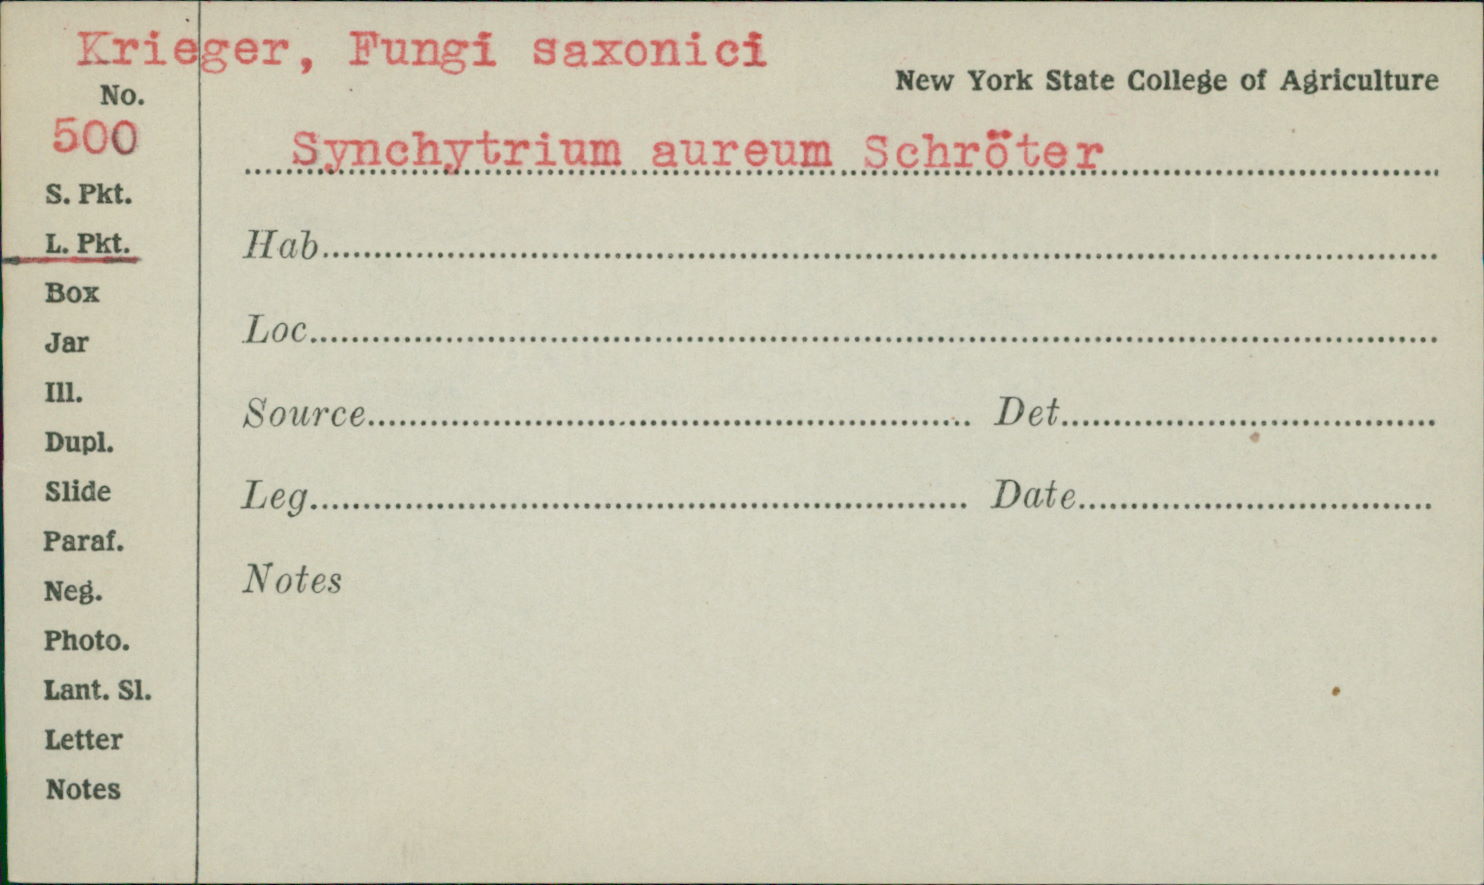 Krieger, Fungi saxonici
New York State College of Agriculture
No.
500
Synchytrium aureum Schröter
S. Pkt.
L. Pkt.
Box
Jar
Ill.
Dupl.
Slide
Paraf.
Neg.
Photo.
Lant. Sl.
Letter
Notes
Hab
Loc
Source Det
Leg Date
Notes